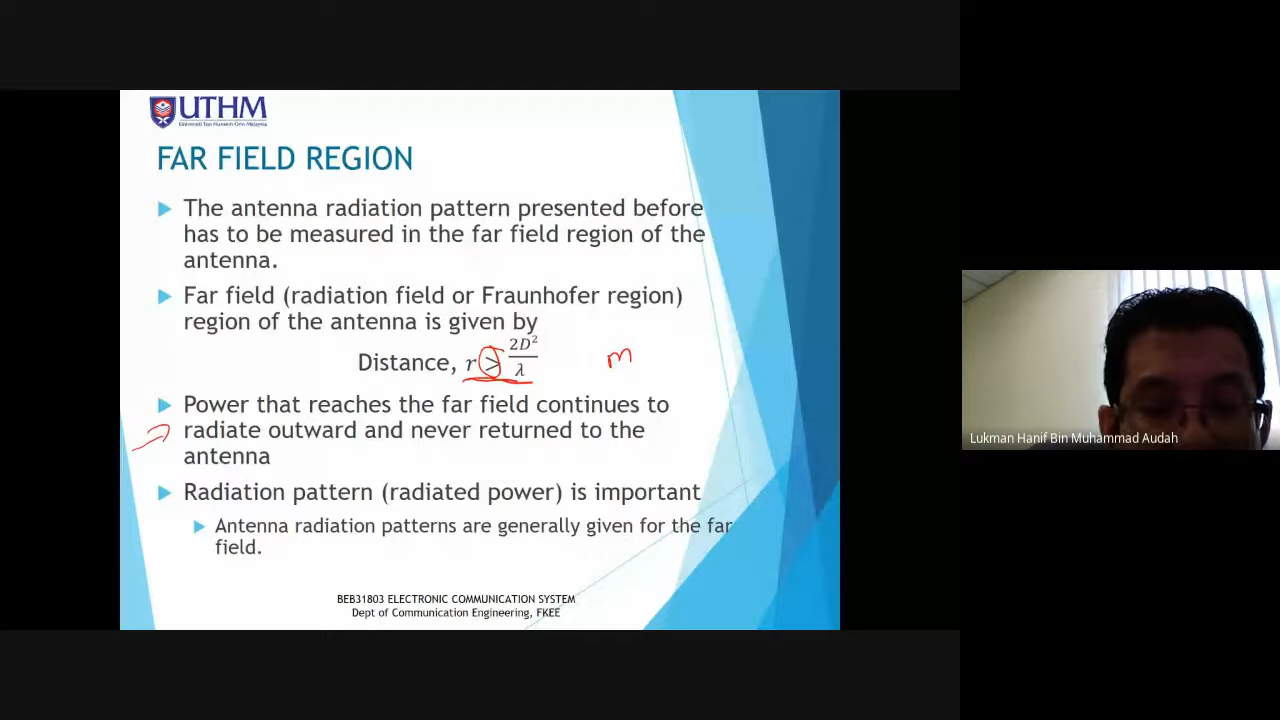 UTHM
Universiti Tun Hussein Onn Malaysia
FAR FIELD REGION
The antenna radiation pattern presented before
has to be measured in the far field region of the
antenna.
Far field (radiation field or Fraunhofer region)
region of the antenna is given by
Distance, r > 2D²/λ m
Power that reaches the far field continues to
radiate outward and never returned to the
antenna
Radiation pattern (radiated power) is important
Antenna radiation patterns are generally given for the far
field.
BEB31803 ELECTRONIC COMMUNICATION SYSTEM
Dept of Communication Engineering, FKEE
Lukman Hanif Bin Muhammad Audah